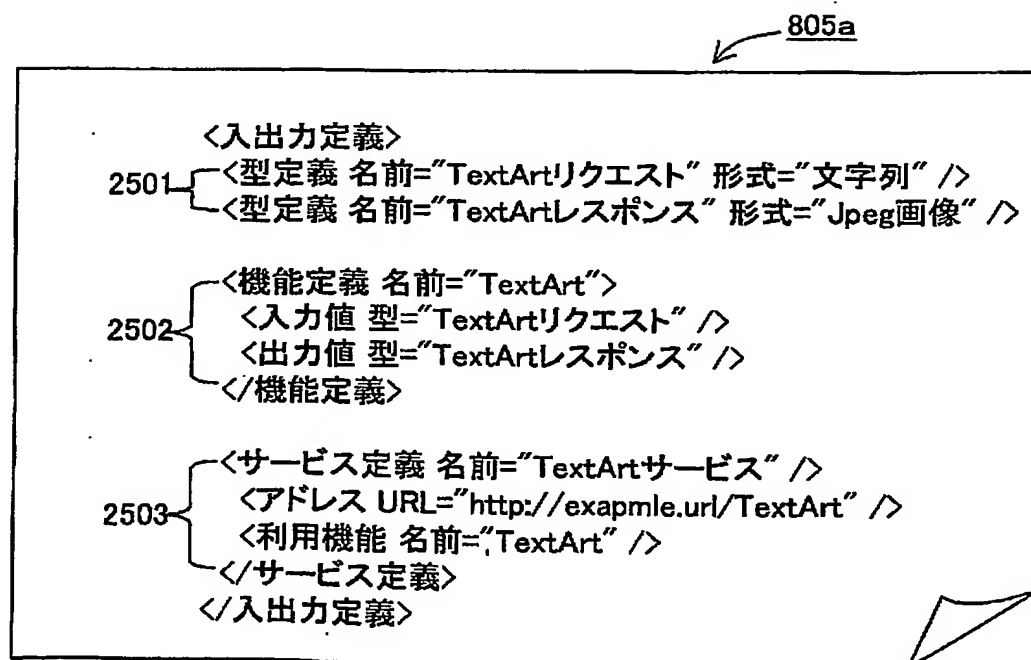 805a
<入出力定義>
2501
<型定義 名前="TextArtリクエスト" 形式="文字列" />
<型定義 名前="TextArtレスポンス" 形式="Jpeg画像" />
<機能定義 名前="TextArt">
2502
<入力値 型="TextArtリクエスト" />
<出力値 型="TextArtレスポンス" />
</機能定義>
<サービス定義 名前="TextArtサービス" />
2503
<アドレス URL="http://exapmle.url/TextArt" />
<利用機能 名前="TextArt" />
</サービス定義>
</入出力定義>